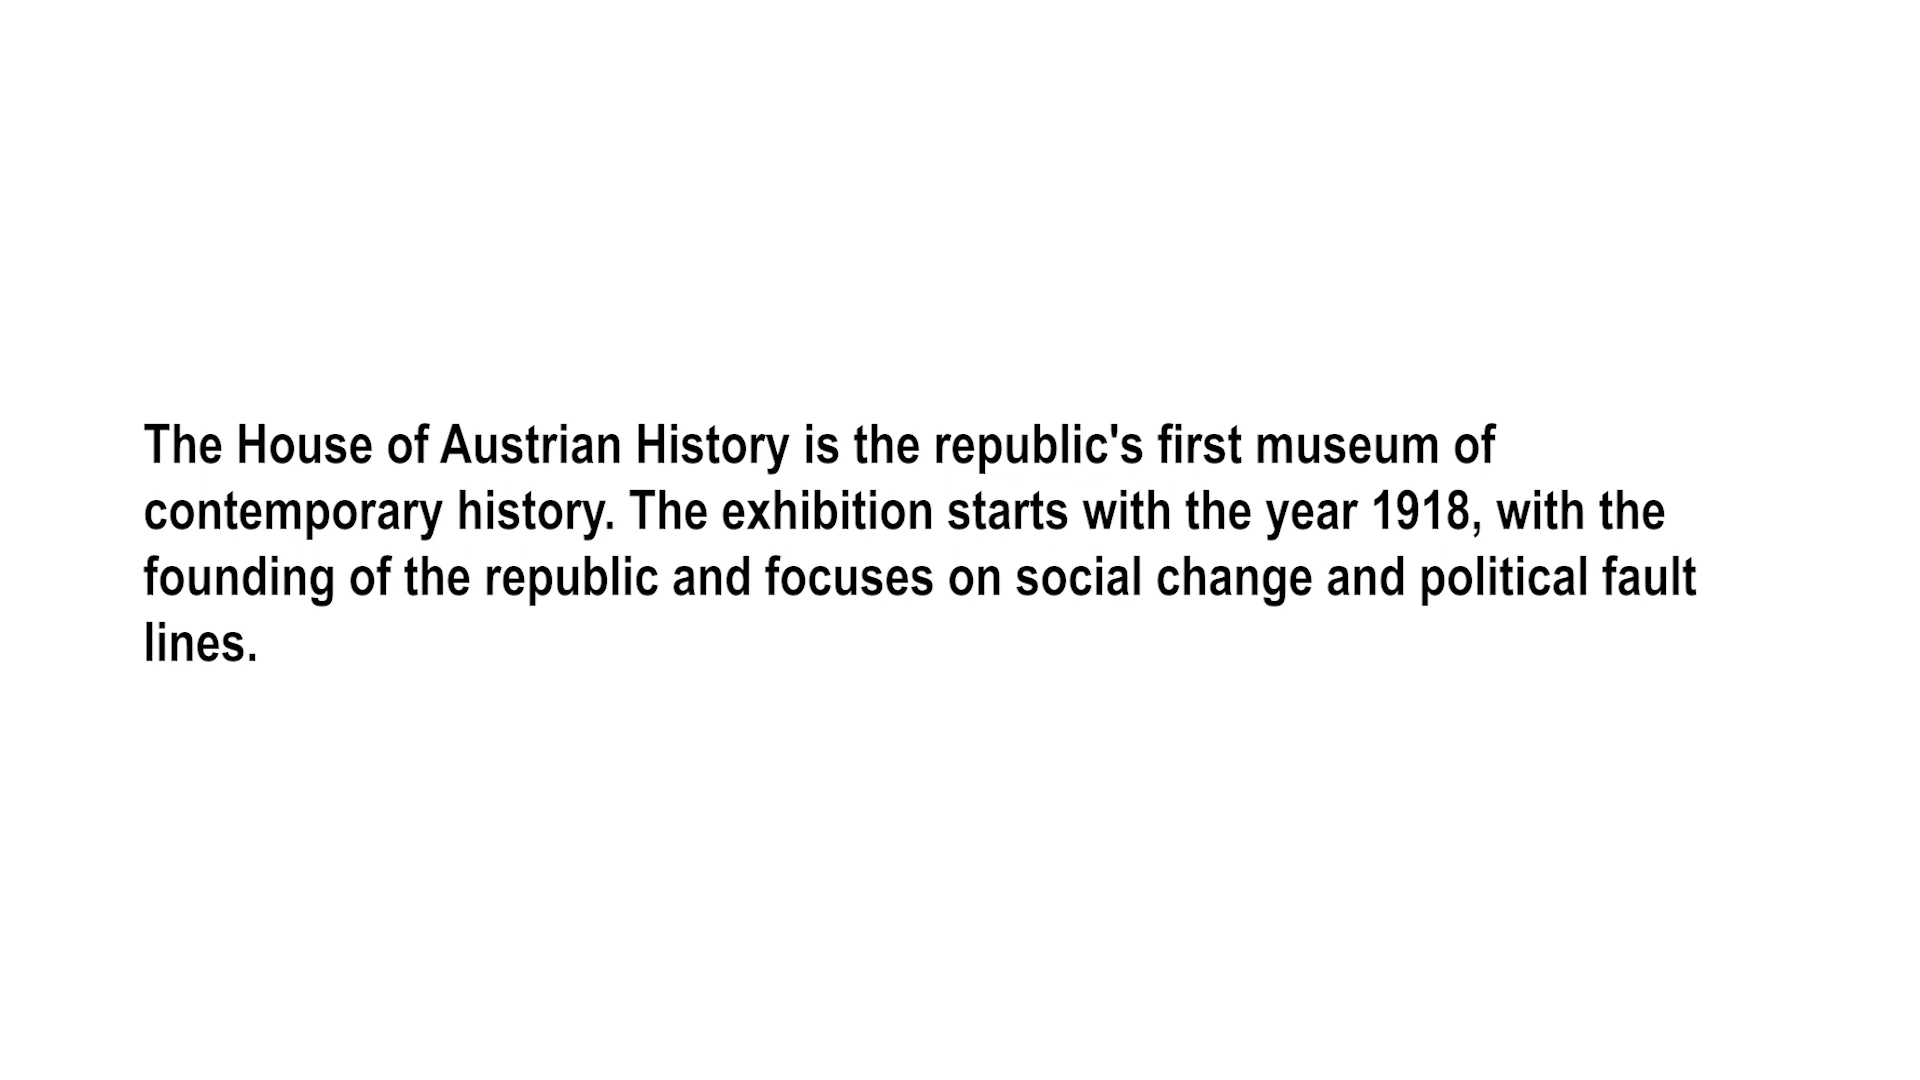 The House of Austrian History is the republic's first museum of
contemporary history. The exhibition starts with the year 1918, with the
founding of the republic and focuses on social change and political fault
lines.